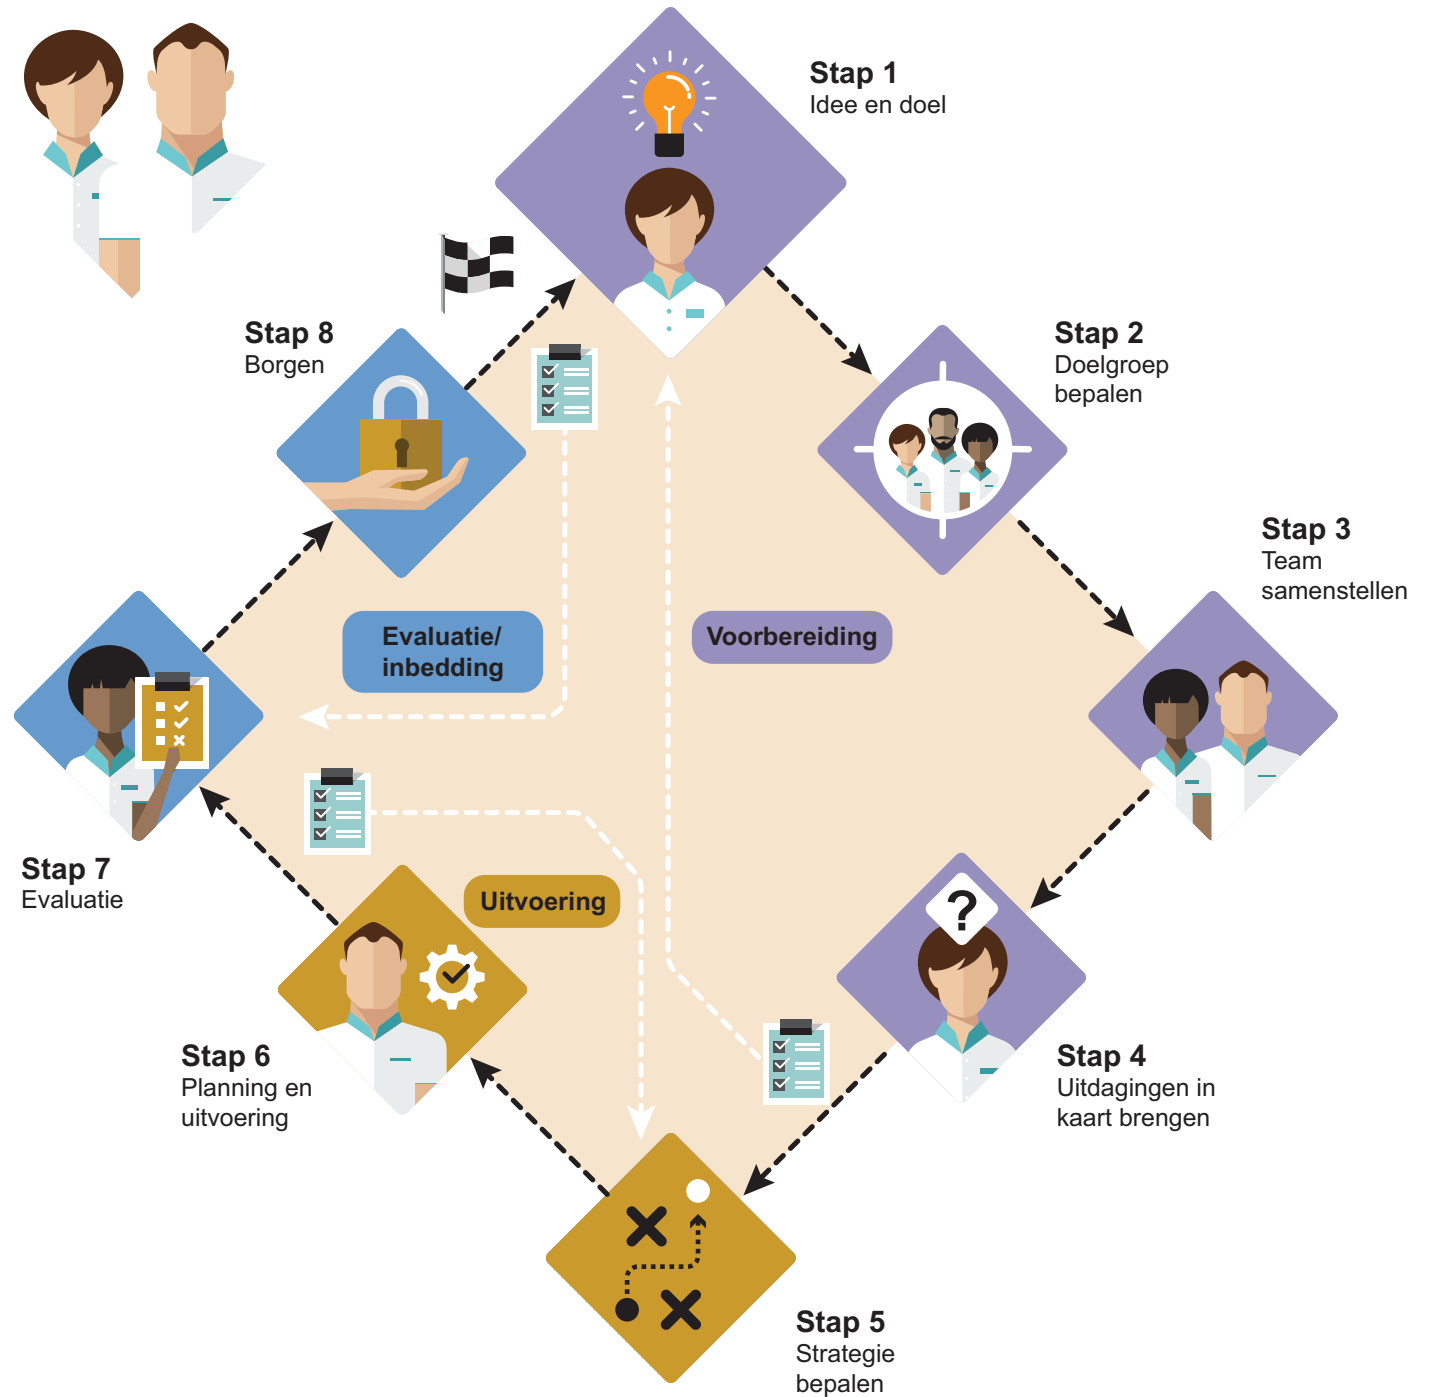 Stap 1
Idee en doel
Stap 2
Doelgroep
bepalen
Stap 3
Team
samenstellen
Stap 4
Uitdagingen in
kaart brengen
Stap 5
Strategie
bepalen
Stap 6
Planning en
uitvoering
Stap 7
Evaluatie
Stap 8
Borgen
Evaluatie/
inbedding
Voorbereiding
Uitvoering
?